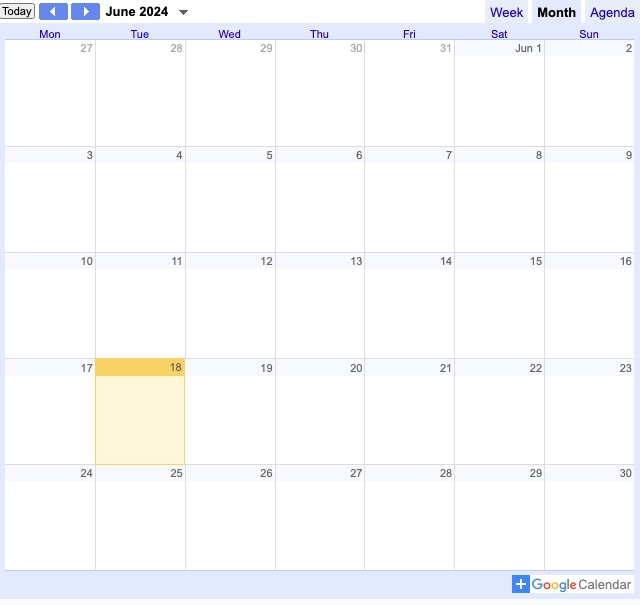 Today June 2024 Week Month Agenda
Mon Tue Wed Thu Fri Sat Sun
27 28 29 30 31 Jun 1 2
3 4 5 6 7 8 9
10 11 12 13 14 15 16
17 18 19 20 21 22 23
24 25 26 27 28 29 30
Google Calendar